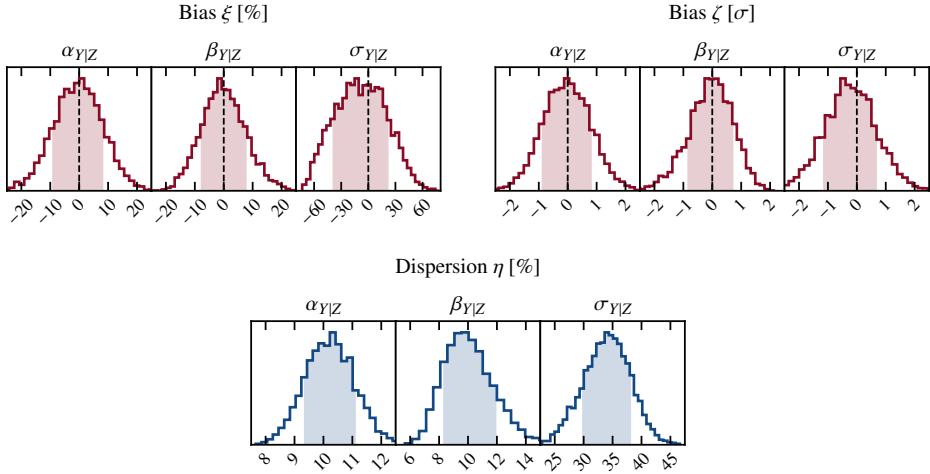 Bias ξ [%] Bias ζ [σ]
α_{Y|Z} β_{Y|Z} σ_{Y|Z} α_{Y|Z} β_{Y|Z} σ_{Y|Z}
−20 −10 0 10 20 −20 −10 0 10 20 −60 −30 0 30 60 −2 −1 0 1 2 −2 −1 0 1 2 −2 −1 0 1 2
Dispersion η [%]
α_{Y|Z} β_{Y|Z} σ_{Y|Z}
8 9 10 11 12 6 8 10 12 14 25 30 35 40 45